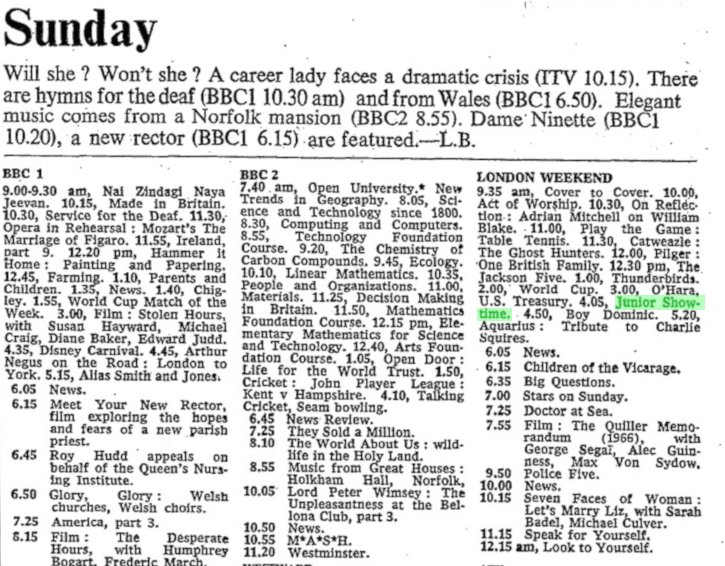 Sunday
Will she ? Won't she ? A career lady faces a dramatic crisis (ITV 10.15). There
are hymns for the deaf (BBC1 10.30 am) and from Wales (BBC1 6.50). Elegant
music comes from a Norfolk mansion (BBC2 8.55). Dame Ninette (BBC1
10.20), a new rector (BBC1 6.15) are featured.—L.B.
BBC 1
9.00-9.30 am, Nai Zindagi Naya
Jeevan. 10.15, Made in Britain.
10.30, Service for the Deaf. 11.30,
Opera in Rehearsal : Mozart's The
Marriage of Figaro. 11.55, Ireland,
part 9. 12.20 pm, Hammer it
Home : Painting and Papering.
12.45, Farming. 1.10, Parents and
Children. 1.35, News. 1.40, Chig-
ley. 1.55, World Cup Match of the
Week. 3.00, Film : Stolen Hours,
with Susan Hayward, Michael
Craig, Diane Baker, Edward Judd.
4.35, Disney Carnival. 4.45, Arthur
Negus on the Road : London to
York. 5.15, Alias Smith and Jones.
6.05 News.
6.15 Meet Your New Rector,
film exploring the hopes
and fears of a new parish
priest.
6.45 Roy Hudd appeals on
behalf of the Queen's Nurs-
ing Institute.
6.50 Glory, Glory : Welsh
churches, Welsh choirs.
7.25 America, part 3.
8.15 Film : The Desperate
Hours, with Humphrey
Bogart, Frederic March.
BBC 2
7.40 am, Open University.* New
Trends in Geography. 8.05, Sci-
ence and Technology since 1800.
8.30, Computing and Computers.
8.55, Technology Foundation
Course. 9.20, The Chemistry of
Carbon Compounds. 9.45, Ecology.
10.10, Linear Mathematics. 10.35,
People and Organizations. 11.00,
Materials. 11.25, Decision Making
in Britain. 11.50, Mathematics
Foundation Course. 12.15 pm, Ele-
mentary Mathematics for Science
and Technology. 12.40, Arts Foun-
dation Course. 1.05, Open Door :
Life for the World Trust. 1.50,
Cricket : John Player League :
Kent v Hampshire. 4.10, Talking
Cricket, Seam bowling.
6.45 News Review.
7.25 They Sold a Million.
8.10 The World About Us : wild-
life in the Holy Land.
8.55 Music from Great Houses :
Holkham Hall, Norfolk,
10.05 Lord Peter Wimsey : The
Unpleasantness at the Bel-
lona Club, part 3.
10.50 News.
10.55 M*A*S*H.
11.20 Westminster.
LONDON WEEKEND
9.35 am, Cover to Cover. 10.00,
Act of Worship. 10.30, On Reflec-
tion : Adrian Mitchell on William
Blake. 11.00, Play the Game :
Table Tennis. 11.30, Catweazle :
The Ghost Hunters. 12.00, Pilger :
One British Family. 12.30 pm, The
Jackson Five. 1.00, Thunderbirds.
2.00, World Cup. 3.00, O'Hara,
U.S. Treasury. 4.05, Junior Show-
time. 4.50, Boy Dominic. 5.20,
Aquarius : Tribute to Charlie
Squires.
6.05 News.
6.15 Children of the Vicarage.
6.35 Big Questions.
7.00 Stars on Sunday.
7.25 Doctor at Sea.
7.55 Film : The Quiller Memo-
randum (1966), with
George Segal, Alec Guin-
ness, Max Von Sydow.
9.50 Police Five.
10.00 News.
10.15 Seven Faces of Woman :
Let's Marry Liz, with Sarah
Badel, Michael Culver.
11.15 Speak for Yourself.
12.15 am, Look to Yourself.